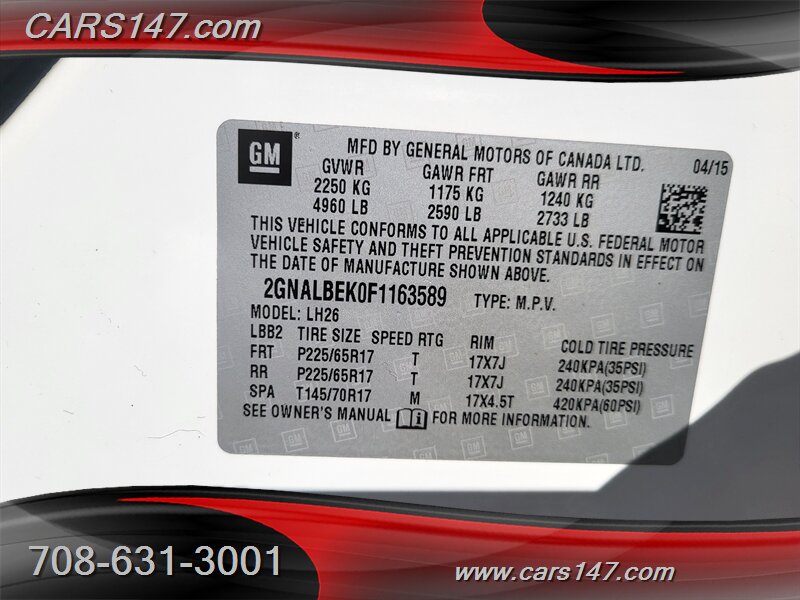 CARS147.com
GM ® MFD BY GENERAL MOTORS OF CANADA LTD. 04/15
GVWR GAWR FRT GAWR RR
2250 KG 1175 KG 1240 KG
4960 LB 2590 LB 2733 LB
THIS VEHICLE CONFORMS TO ALL APPLICABLE U.S. FEDERAL MOTOR
VEHICLE SAFETY AND THEFT PREVENTION STANDARDS IN EFFECT ON
THE DATE OF MANUFACTURE SHOWN ABOVE.
2GNALBEK0F1163589 TYPE: M.P.V.
MODEL: LH26
LBB2 TIRE SIZE SPEED RTG RIM COLD TIRE PRESSURE
FRT P225/65R17 T 17X7J 240KPA(35PSI)
RR P225/65R17 T 17X7J 240KPA(35PSI)
SPA T145/70R17 M 17X4.5T 420KPA(60PSI)
SEE OWNER'S MANUAL FOR MORE INFORMATION.
708-631-3001
www.cars147.com